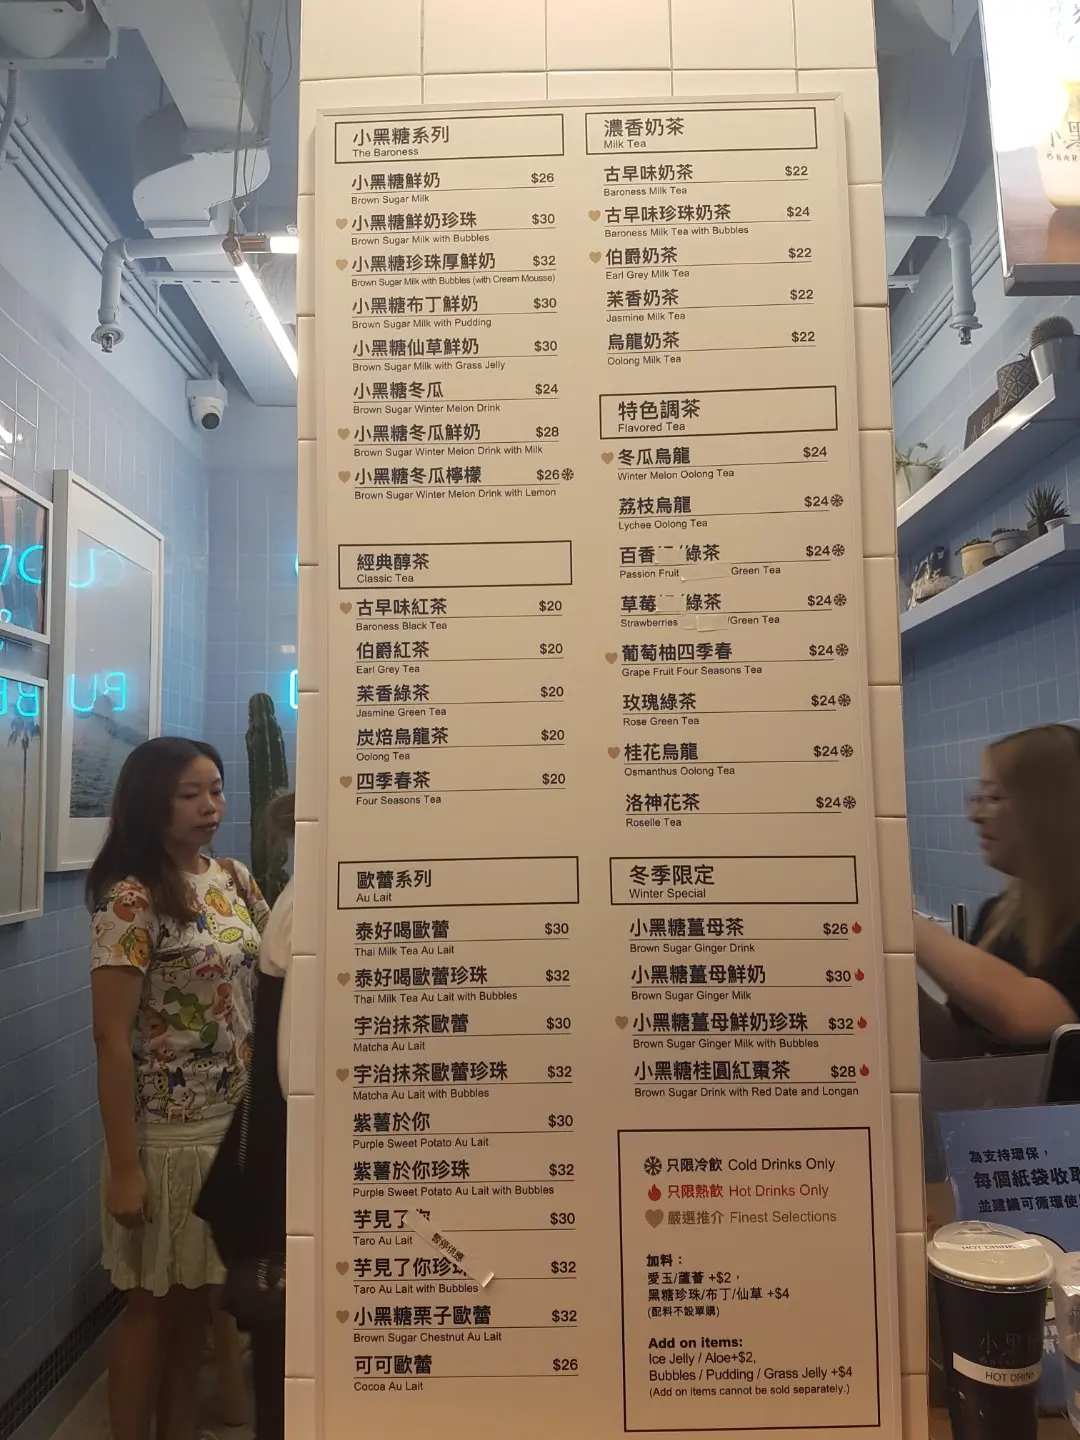 小黑糖系列
The Baroness
小黑糖鮮奶 $26
Brown Sugar Milk
小黑糖鮮奶珍珠 $30
Brown Sugar Milk with Bubbles
小黑糖珍珠厚鮮奶 $32
Brown Sugar Milk with Bubbles (with Cream Mousse)
小黑糖布丁鮮奶 $30
Brown Sugar Milk with Pudding
小黑糖仙草鮮奶 $30
Brown Sugar Milk with Grass Jelly
小黑糖冬瓜 $24
Brown Sugar Winter Melon Drink
小黑糖冬瓜鮮奶 $28
Brown Sugar Winter Melon Drink with Milk
小黑糖冬瓜檸檬 $26
Brown Sugar Winter Melon Drink with Lemon
經典醇茶
Classic Tea
古早味紅茶 $20
Baroness Black Tea
伯爵紅茶 $20
Earl Grey Tea
茉香綠茶 $20
Jasmine Green Tea
炭焙烏龍茶 $20
Oolong Tea
四季春茶 $20
Four Seasons Tea
歐蕾系列
Au Lait
泰好喝歐蕾 $30
Thai Milk Tea Au Lait
泰好喝歐蕾珍珠 $32
Thai Milk Tea Au Lait with Bubbles
宇治抹茶歐蕾 $30
Matcha Au Lait
宇治抹茶歐蕾珍珠 $32
Matcha Au Lait with Bubbles
紫薯於你 $30
Purple Sweet Potato Au Lait
紫薯於你珍珠 $32
Purple Sweet Potato Au Lait with Bubbles
芋見了你 $30
Taro Au Lait
暫停供應
芋見了你珍珠 $32
Taro Au Lait with Bubbles
小黑糖栗子歐蕾 $32
Brown Sugar Chestnut Au Lait
可可歐蕾 $26
Cocoa Au Lait
濃香奶茶
Milk Tea
古早味奶茶 $22
Baroness Milk Tea
古早味珍珠奶茶 $24
Baroness Milk Tea with Bubbles
伯爵奶茶 $22
Earl Grey Milk Tea
茉香奶茶 $22
Jasmine Milk Tea
烏龍奶茶 $22
Oolong Milk Tea
特色調茶
Flavored Tea
冬瓜烏龍 $24
Winter Melon Oolong Tea
荔枝烏龍 $24
Lychee Oolong Tea
百香 綠茶 $24
Passion Fruit Green Tea
草莓 綠茶 $24
Strawberries /Green Tea
葡萄柚四季春 $24
Grape Fruit Four Seasons Tea
玫瑰綠茶 $24
Rose Green Tea
桂花烏龍 $24
Osmanthus Oolong Tea
洛神花茶 $24
Roselle Tea
冬季限定
Winter Special
小黑糖薑母茶 $26
Brown Sugar Ginger Drink
小黑糖薑母鮮奶 $30
Brown Sugar Ginger Milk
小黑糖薑母鮮奶珍珠 $32
Brown Sugar Ginger Milk with Bubbles
小黑糖桂圓紅棗茶 $28
Brown Sugar Drink with Red Date and Longan
只限冷飲 Cold Drinks Only
只限熱飲 Hot Drinks Only
嚴選推介 Finest Selections
加料：
愛玉/蘆薈 +$2，
黑糖珍珠/布丁/仙草 +$4
(配料不設單購)
Add on items:
Ice Jelly / Aloe+$2,
Bubbles / Pudding / Grass Jelly +$4
(Add on items cannot be sold separately.)
為支持環保，
每個紙袋收取
並建議可循環使
HOT DRINK
HOT DRINK